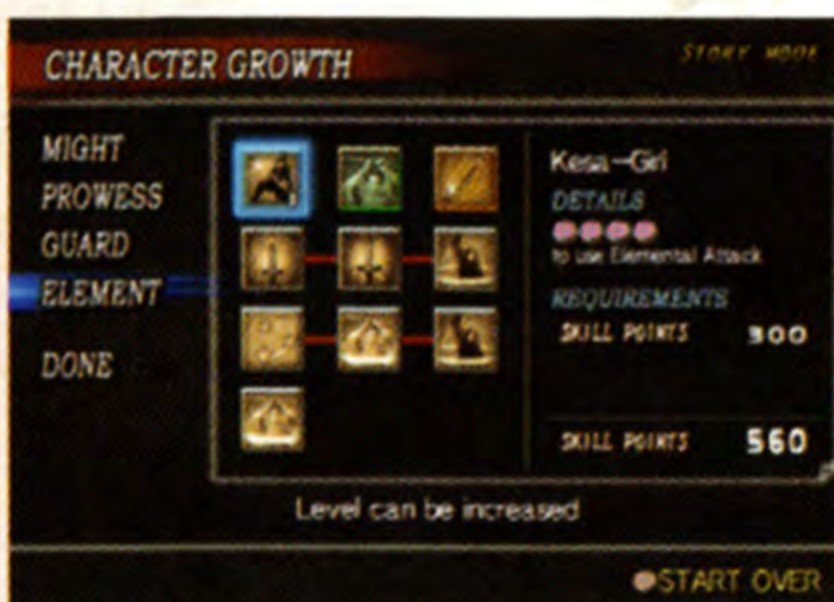 CHARACTER GROWTH
STORY MODE
MIGHT
PROWESS
GUARD
ELEMENT
DONE
Kesa-Giri
DETAILS
to use Elemental Attack
REQUIREMENTS
SKILL POINTS 300
SKILL POINTS 560
Level can be increased
START OVER